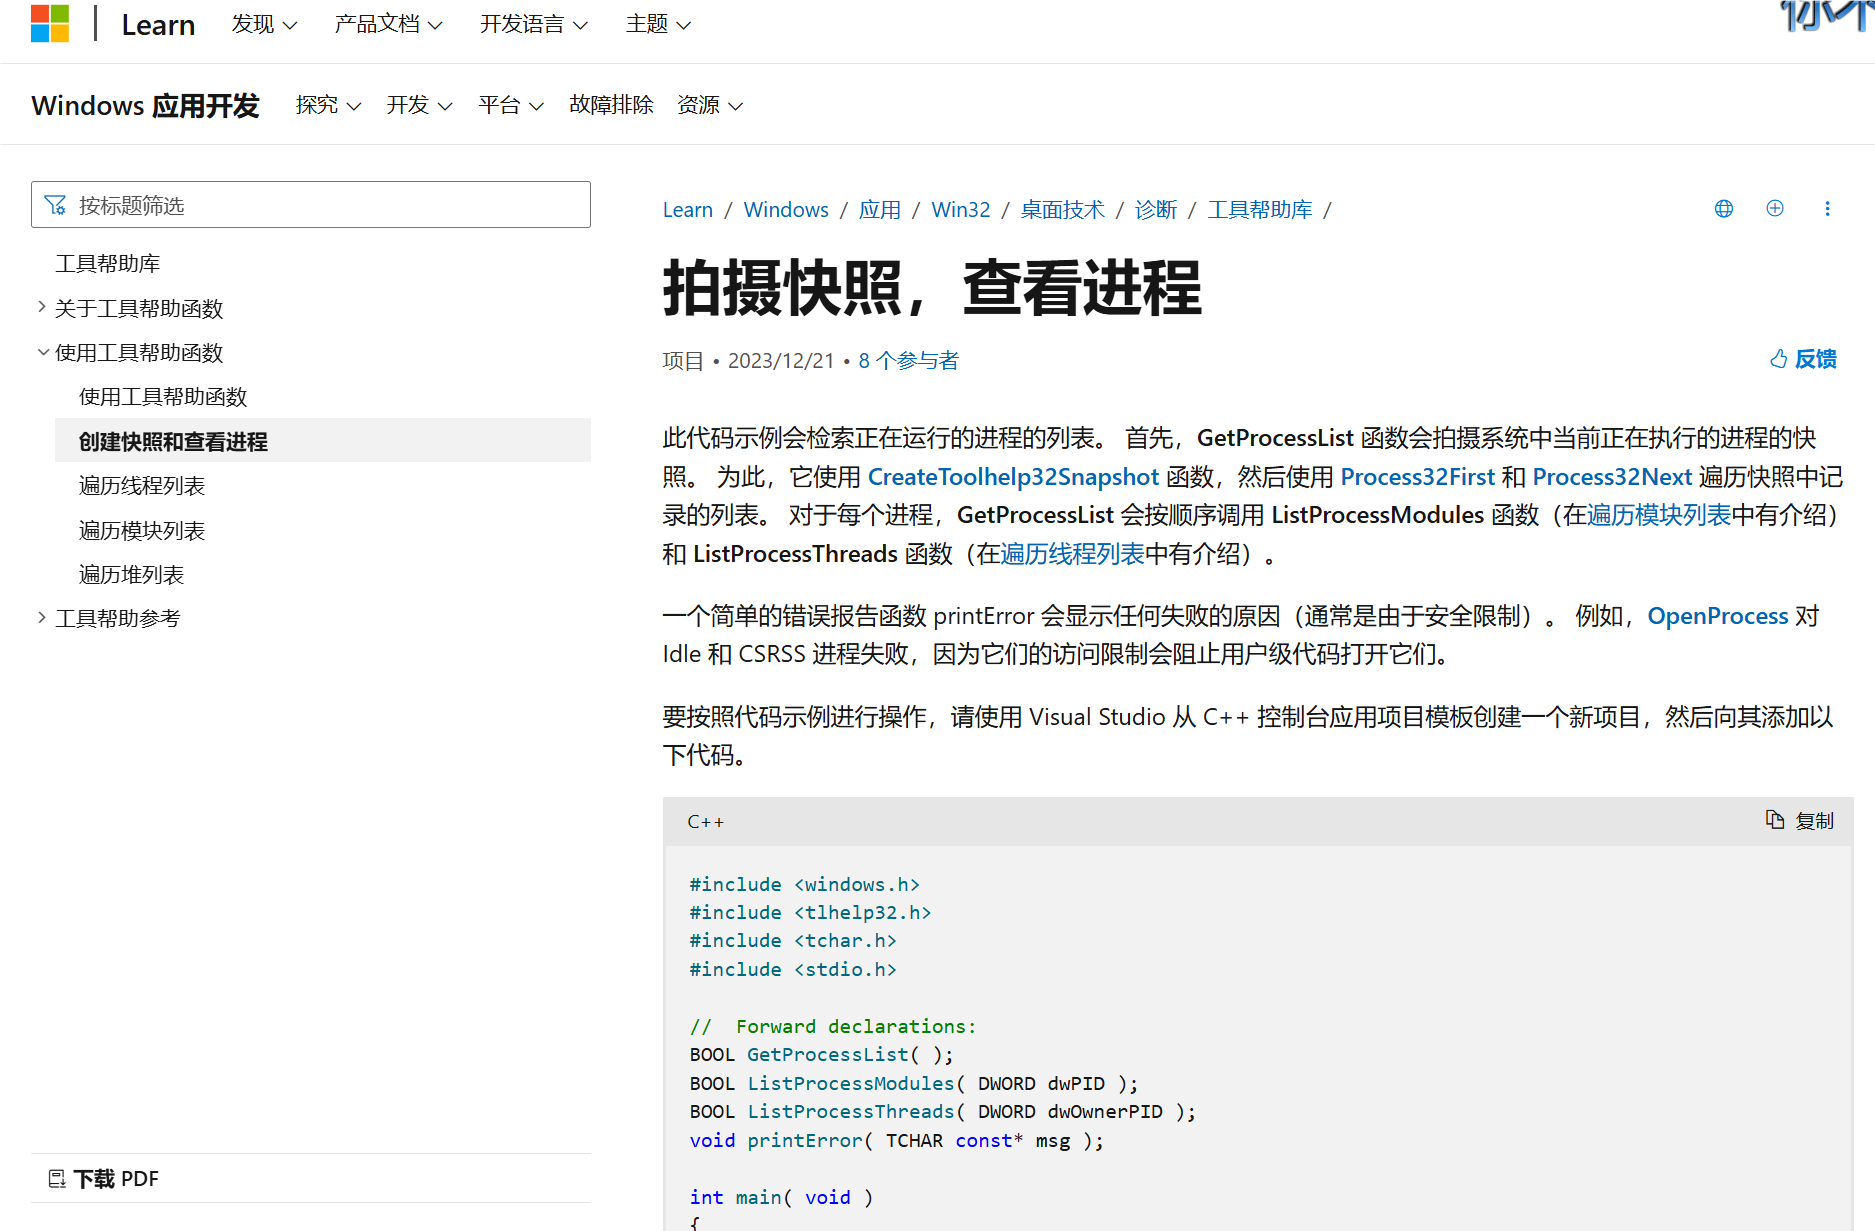 Learn 发现 产品文档 开发语言 主题
Windows 应用开发 探究 开发 平台 故障排除 资源
按标题筛选
工具帮助库
关于工具帮助函数
使用工具帮助函数
使用工具帮助函数
创建快照和查看进程
遍历线程列表
遍历模块列表
遍历堆列表
工具帮助参考
下载 PDF
Learn / Windows / 应用 / Win32 / 桌面技术 / 诊断 / 工具帮助库 /
拍摄快照，查看进程
项目 • 2023/12/21 • 8 个参与者
反馈
此代码示例会检索正在运行的进程的列表。 首先，GetProcessList 函数会拍摄系统中当前正在执行的进程的快
照。 为此，它使用 CreateToolhelp32Snapshot 函数，然后使用 Process32First 和 Process32Next 遍历快照中记
录的列表。 对于每个进程，GetProcessList 会按顺序调用 ListProcessModules 函数（在遍历模块列表中有介绍）
和 ListProcessThreads 函数（在遍历线程列表中有介绍）。
一个简单的错误报告函数 printError 会显示任何失败的原因（通常是由于安全限制）。 例如，OpenProcess 对
Idle 和 CSRSS 进程失败，因为它们的访问限制会阻止用户级代码打开它们。
要按照代码示例进行操作，请使用 Visual Studio 从 C++ 控制台应用项目模板创建一个新项目，然后向其添加以
下代码。
C++ 复制
#include <windows.h>
#include <tlhelp32.h>
#include <tchar.h>
#include <stdio.h>
//  Forward declarations:
BOOL GetProcessList( );
BOOL ListProcessModules( DWORD dwPID );
BOOL ListProcessThreads( DWORD dwOwnerPID );
void printError( TCHAR const* msg );
int main( void )
{